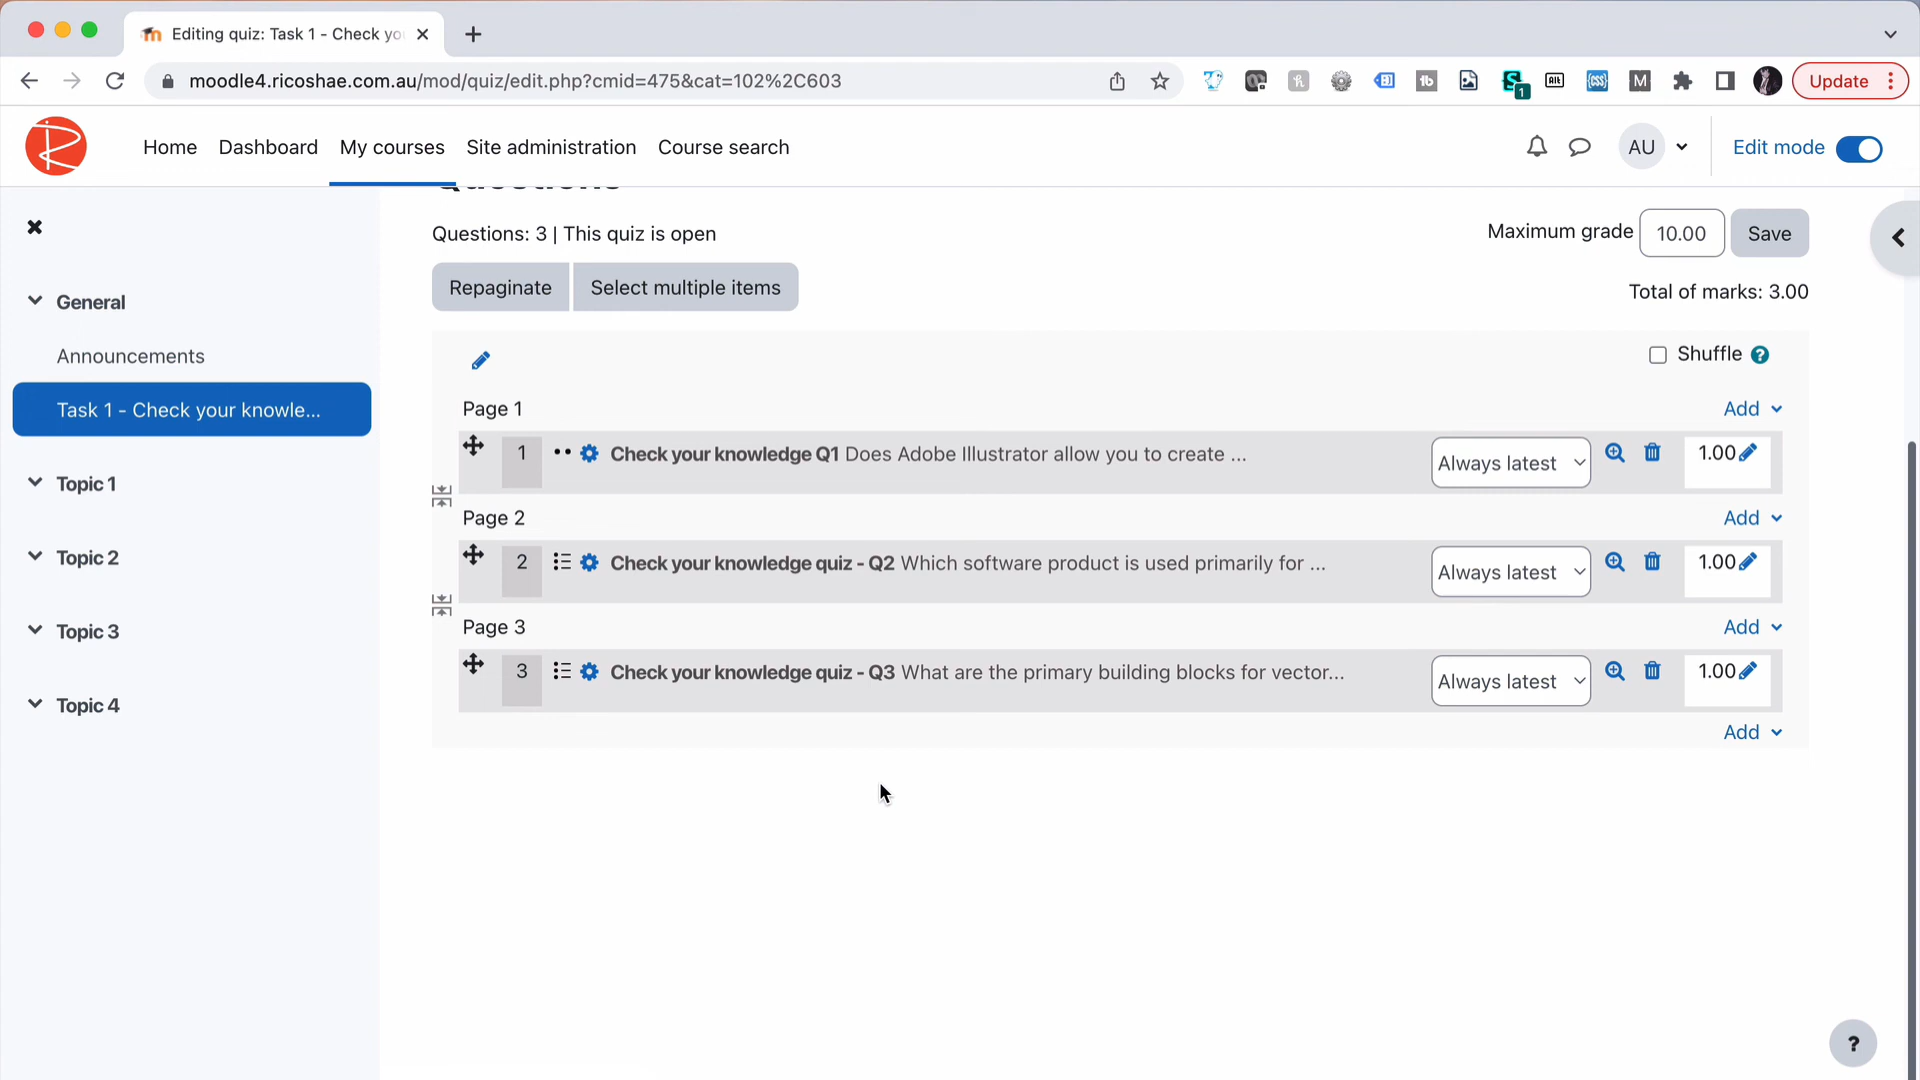 Editing quiz: Task 1 - Check yo
moodle4.ricoshae.com.au/mod/quiz/edit.php?cmid=475&cat=102%2C603
1
Alt
{css}
M
Update
Home
Dashboard
My courses
Site administration
Course search
AU
Edit mode
Questions
Questions: 3 | This quiz is open
Maximum grade
10.00
Save
Repaginate
Select multiple items
Total of marks: 3.00
General
Announcements
Task 1 - Check your knowle...
Topic 1
Topic 2
Topic 3
Topic 4
Shuffle ?
Page 1
Add
1
Check your knowledge Q1 Does Adobe Illustrator allow you to create ...
Always latest
1.00
Page 2
Add
2
Check your knowledge quiz - Q2 Which software product is used primarily for ...
Always latest
1.00
Page 3
Add
3
Check your knowledge quiz - Q3 What are the primary building blocks for vector...
Always latest
1.00
Add
?